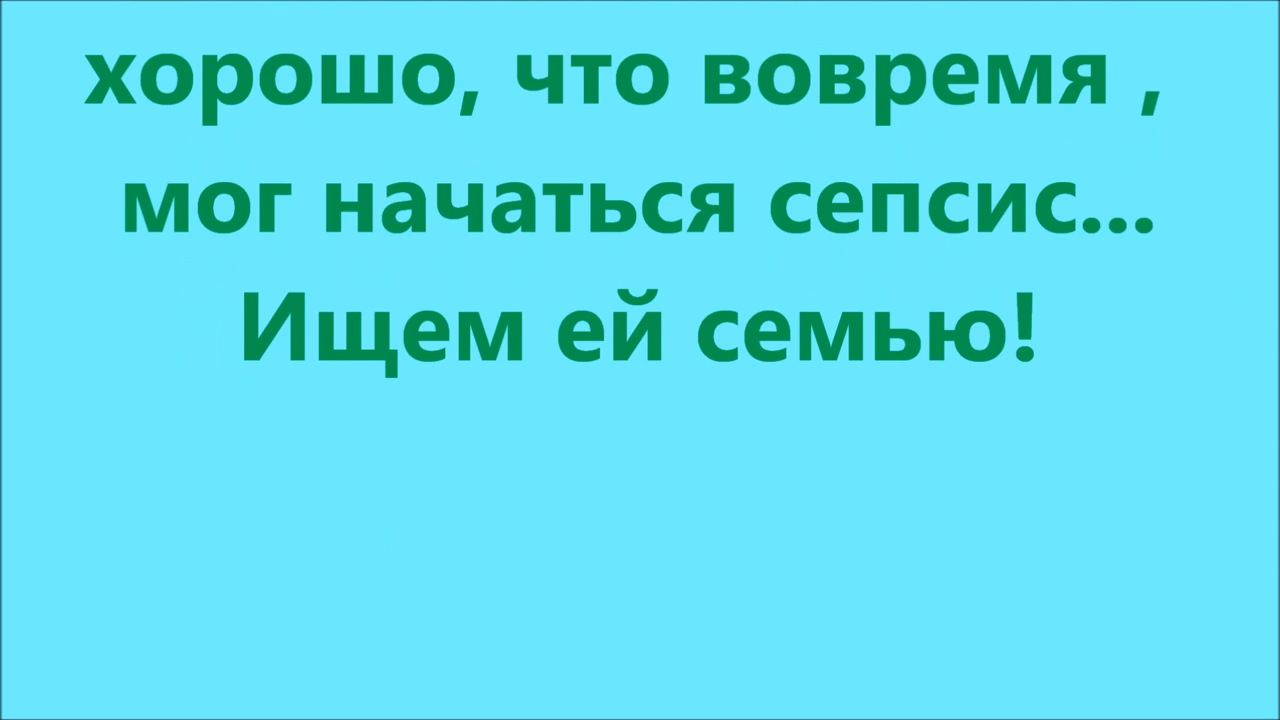 хорошо, что вовремя ,
мог начаться сепсис...
Ищем ей семью!